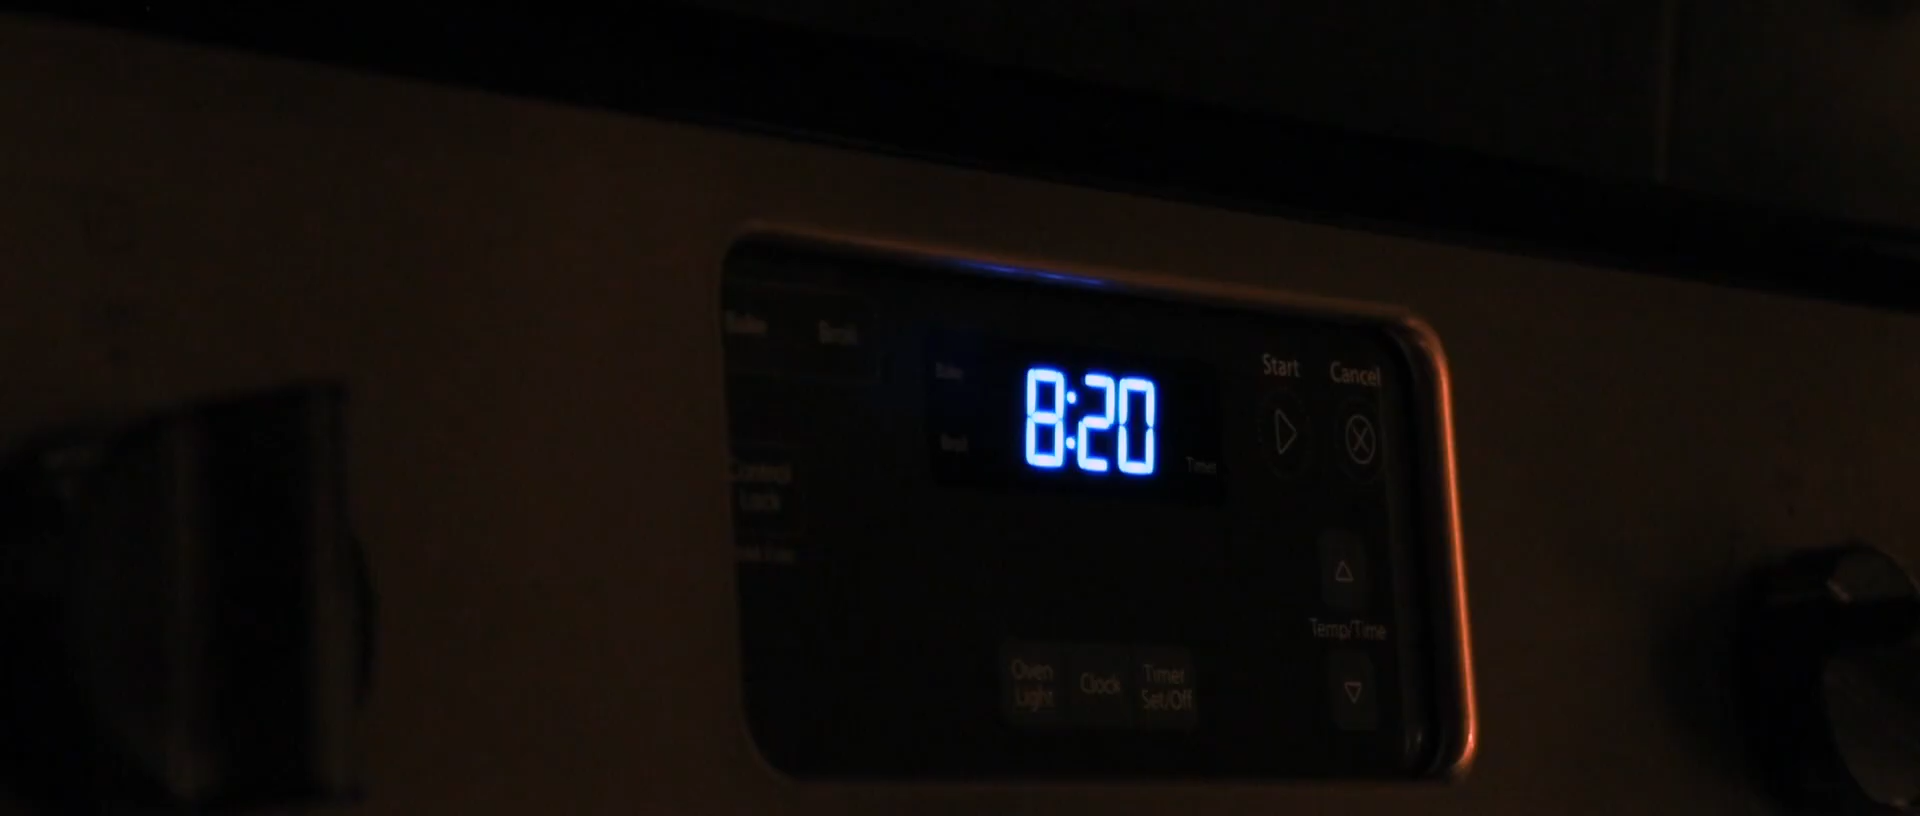 Bake Broil
Bake
8:20
Start Cancel
Broil
Timer
Control
Lock
Temp/Time
Oven
Light
Clock
Timer
Set/Off